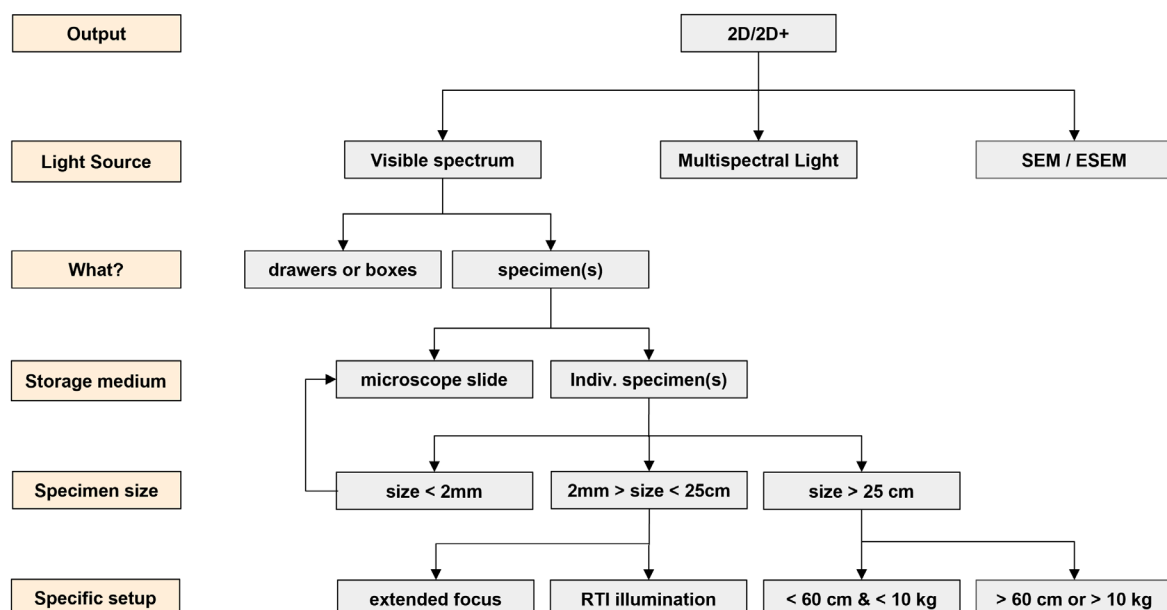 Output
2D/2D+
Light Source
Visible spectrum
Multispectral Light
SEM / ESEM
What?
drawers or boxes
specimen(s)
Storage medium
microscope slide
Indiv. specimen(s)
Specimen size
size < 2mm
2mm > size < 25cm
size > 25 cm
Specific setup
extended focus
RTI illumination
< 60 cm & < 10 kg
> 60 cm or > 10 kg